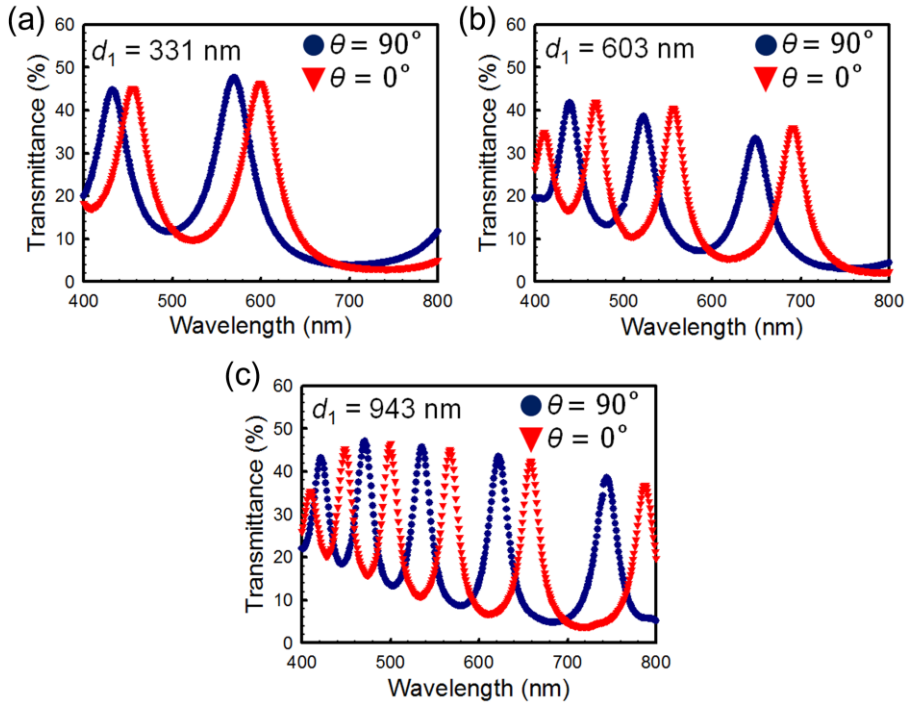 (a)
60
50
40
30
20
10
0
Transmittance (%)
d₁ = 331 nm
θ = 90°
θ = 0°
400 500 600 700 800
Wavelength (nm)
(b)
60
50
40
30
20
10
0
Transmittance (%)
d₁ = 603 nm
θ = 90°
θ = 0°
400 500 600 700 800
Wavelength (nm)
(c)
60
50
40
30
20
10
0
Transmittance (%)
d₁ = 943 nm
θ = 90°
θ = 0°
400 500 600 700 800
Wavelength (nm)